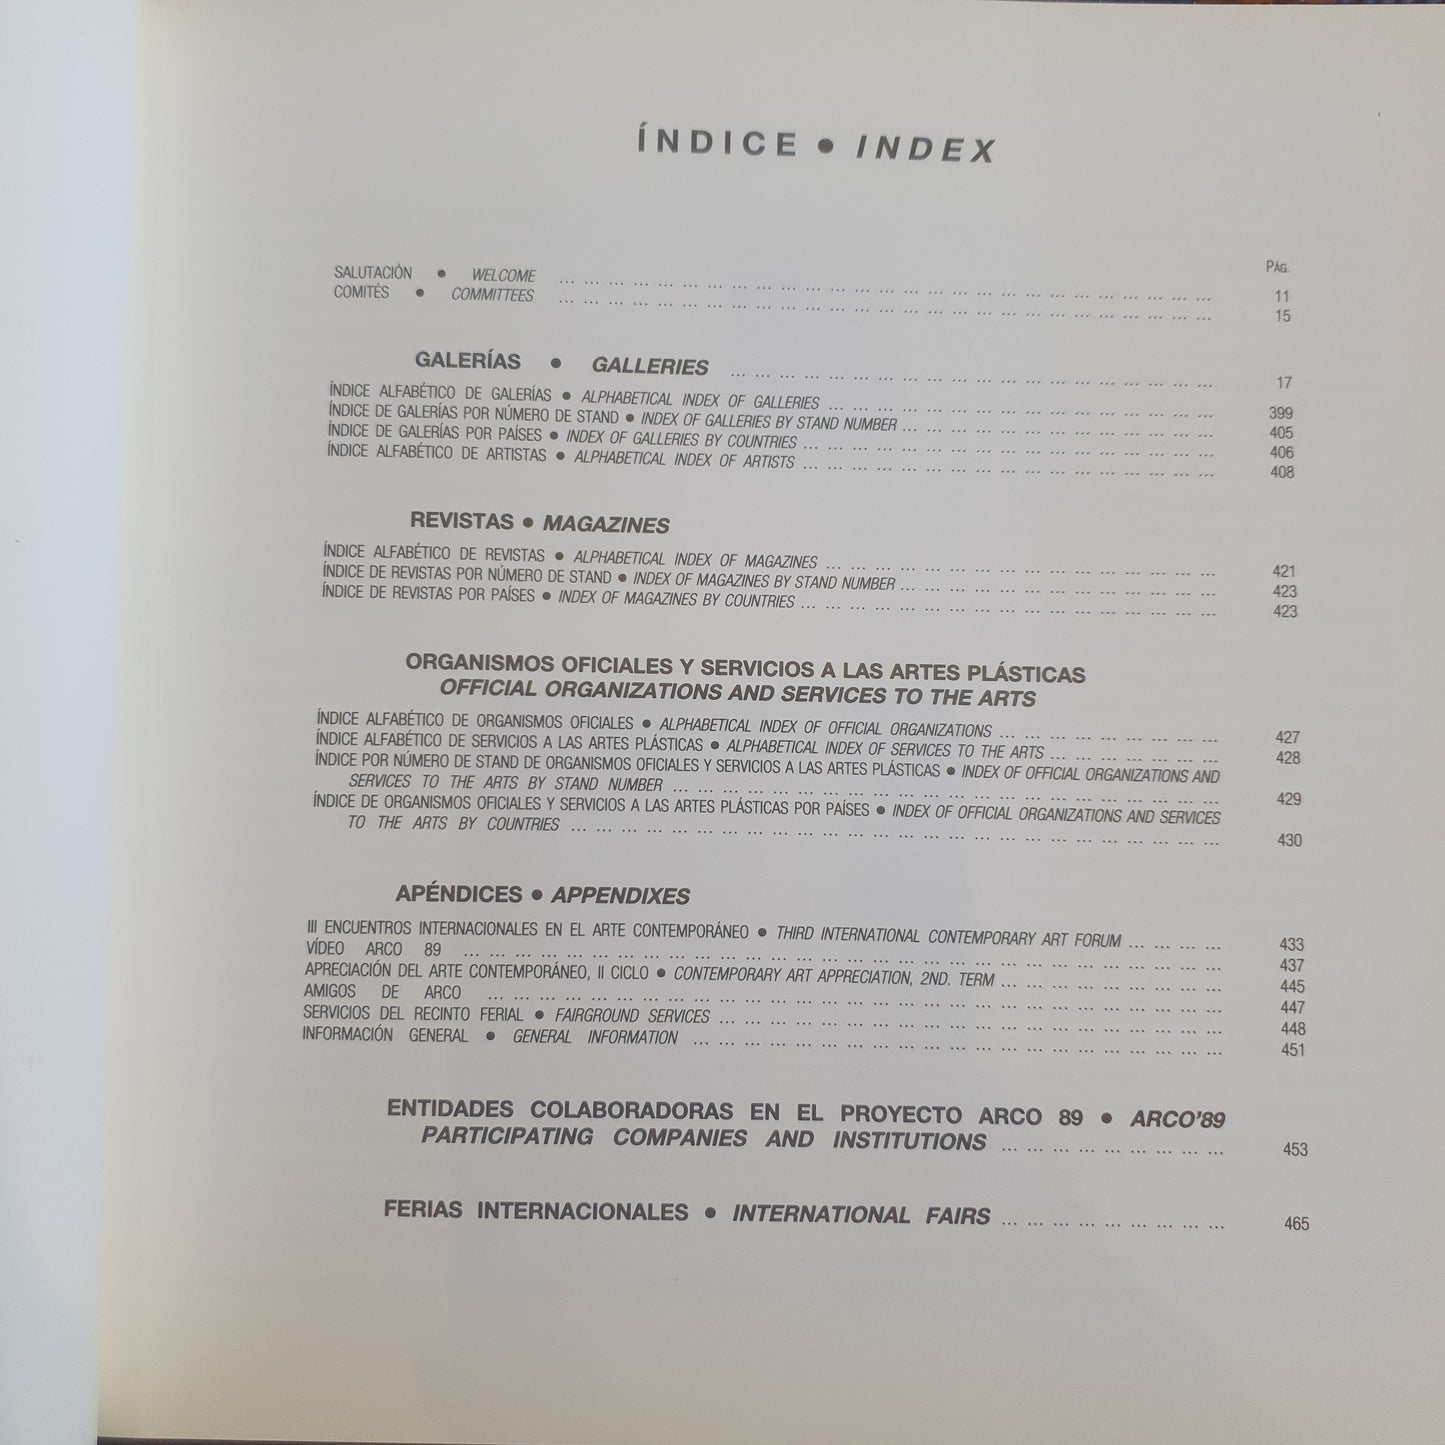 ÍNDICE • INDEX
PÁG.
SALUTACIÓN • WELCOME ... 11
COMITÉS • COMMITTEES ... 15
GALERÍAS • GALLERIES ... 17
ÍNDICE ALFABÉTICO DE GALERÍAS • ALPHABETICAL INDEX OF GALLERIES ... 399
ÍNDICE DE GALERÍAS POR NÚMERO DE STAND • INDEX OF GALLERIES BY STAND NUMBER ... 405
ÍNDICE DE GALERÍAS POR PAÍSES • INDEX OF GALLERIES BY COUNTRIES ... 406
ÍNDICE ALFABÉTICO DE ARTISTAS • ALPHABETICAL INDEX OF ARTISTS ... 408
REVISTAS • MAGAZINES
ÍNDICE ALFABÉTICO DE REVISTAS • ALPHABETICAL INDEX OF MAGAZINES ... 421
ÍNDICE DE REVISTAS POR NÚMERO DE STAND • INDEX OF MAGAZINES BY STAND NUMBER ... 423
ÍNDICE DE REVISTAS POR PAÍSES • INDEX OF MAGAZINES BY COUNTRIES ... 423
ORGANISMOS OFICIALES Y SERVICIOS A LAS ARTES PLÁSTICAS
OFFICIAL ORGANIZATIONS AND SERVICES TO THE ARTS
ÍNDICE ALFABÉTICO DE ORGANISMOS OFICIALES • ALPHABETICAL INDEX OF OFFICIAL ORGANIZATIONS ... 427
ÍNDICE ALFABÉTICO DE SERVICIOS A LAS ARTES PLÁSTICAS • ALPHABETICAL INDEX OF SERVICES TO THE ARTS ... 428
ÍNDICE POR NÚMERO DE STAND DE ORGANISMOS OFICIALES Y SERVICIOS A LAS ARTES PLÁSTICAS • INDEX OF OFFICIAL ORGANIZATIONS AND
SERVICES TO THE ARTS BY STAND NUMBER ... 429
ÍNDICE DE ORGANISMOS OFICIALES Y SERVICIOS A LAS ARTES PLÁSTICAS POR PAÍSES • INDEX OF OFFICIAL ORGANIZATIONS AND SERVICES
TO THE ARTS BY COUNTRIES ... 430
APÉNDICES • APPENDIXES
III ENCUENTROS INTERNACIONALES EN EL ARTE CONTEMPORÁNEO • THIRD INTERNATIONAL CONTEMPORARY ART FORUM ... 433
VÍDEO ARCO 89 ... 437
APRECIACIÓN DEL ARTE CONTEMPORÁNEO, II CICLO • CONTEMPORARY ART APPRECIATION, 2ND. TERM ... 445
AMIGOS DE ARCO ... 447
SERVICIOS DEL RECINTO FERIAL • FAIRGROUND SERVICES ... 448
INFORMACIÓN GENERAL • GENERAL INFORMATION ... 451
ENTIDADES COLABORADORAS EN EL PROYECTO ARCO 89 • ARCO'89
PARTICIPATING COMPANIES AND INSTITUTIONS ... 453
FERIAS INTERNACIONALES • INTERNATIONAL FAIRS ... 465